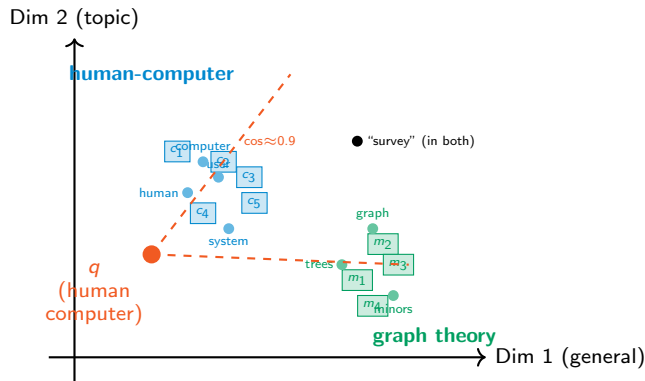 Dim 2 (topic)
human-computer
c1
computer
c2
user
cos≈0.9
"survey" (in both)
c3
human
c4
c5
system
graph
m2
trees
m3
m1
q
(human
computer)
m4
minors
graph theory
Dim 1 (general)